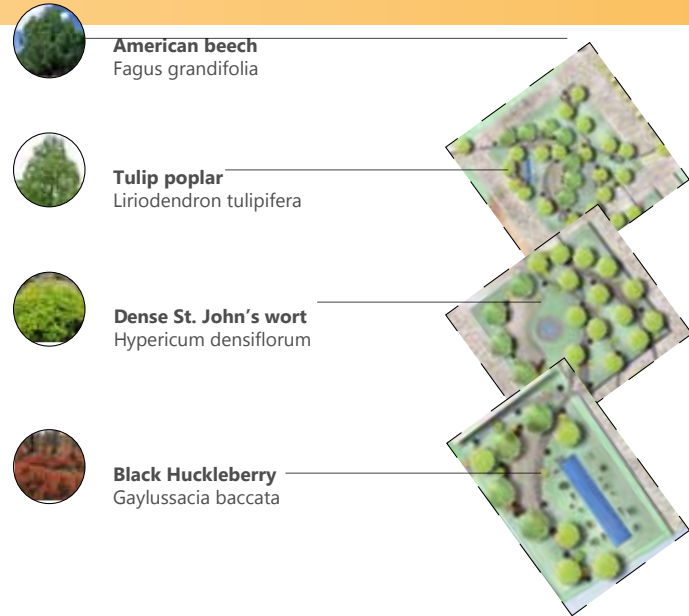 American beech
Fagus grandifolia
Tulip poplar
Liriodendron tulipifera
Dense St. John’s wort
Hypericum densiflorum
Black Huckleberry
Gaylussacia baccata